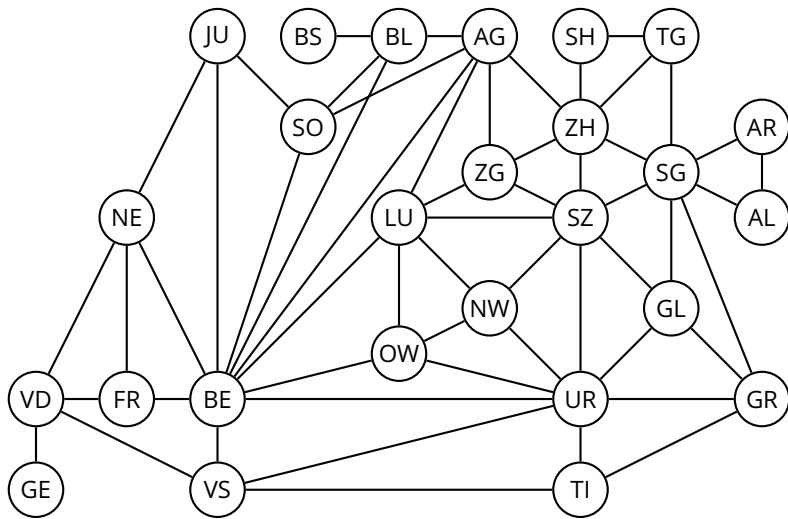 JU BS BL AG SH TG
SO ZH AR
ZG SG
NE LU SZ AL
NW GL
OW
VD FR BE UR GR
GE VS TI